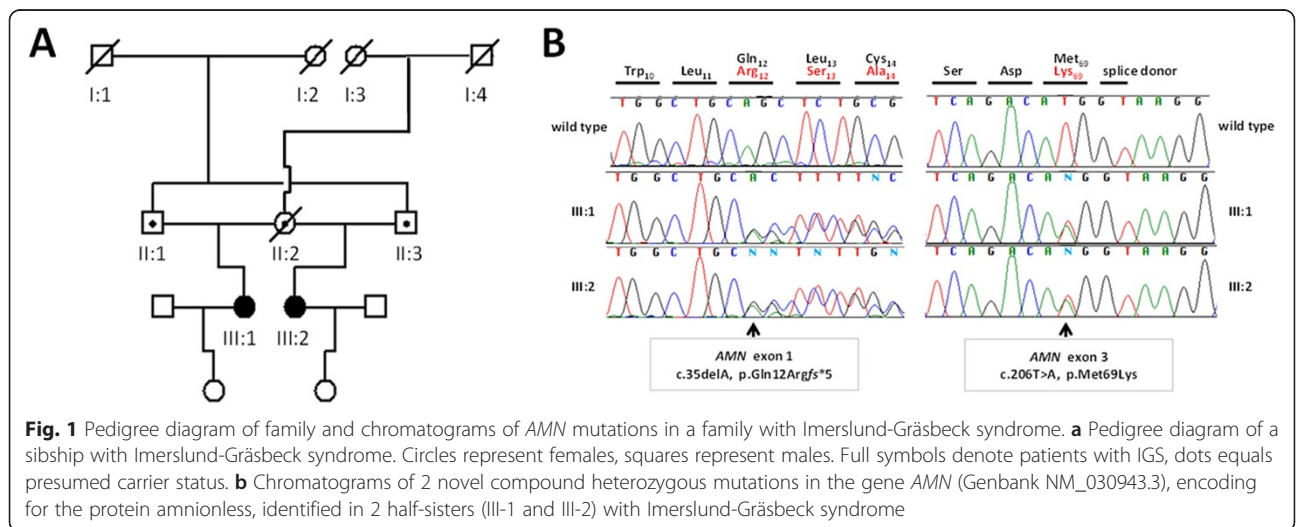 A
I:1
I:2
I:3
I:4
II:1
II:2
II:3
III:1
III:2
B
Gln12 Leu13 Cys14
Trp10 Leu11 Arg12 Ser13 Ala14
T G G C T G C A G C T C T G C G
wild type
T G G C T G C A C T T T T N C
III:1
T G G C T G C N N T N T T G N
III:2
AMN exon 1
c.35delA, p.Gln12Argfs*5
Met69
Ser Asp Lys69 splice donor
T C A G A C A T G G T A A G G
wild type
T C A G A C A N G G T A A G G
III:1
T C A G A C A N G G T A A G G
III:2
AMN exon 3
c.206T>A, p.Met69Lys
Fig. 1 Pedigree diagram of family and chromatograms of AMN mutations in a family with Imerslund-Gräsbeck syndrome. a Pedigree diagram of a
sibship with Imerslund-Gräsbeck syndrome. Circles represent females, squares represent males. Full symbols denote patients with IGS, dots equals
presumed carrier status. b Chromatograms of 2 novel compound heterozygous mutations in the gene AMN (Genbank NM_030943.3), encoding
for the protein amnionless, identified in 2 half-sisters (III-1 and III-2) with Imerslund-Gräsbeck syndrome